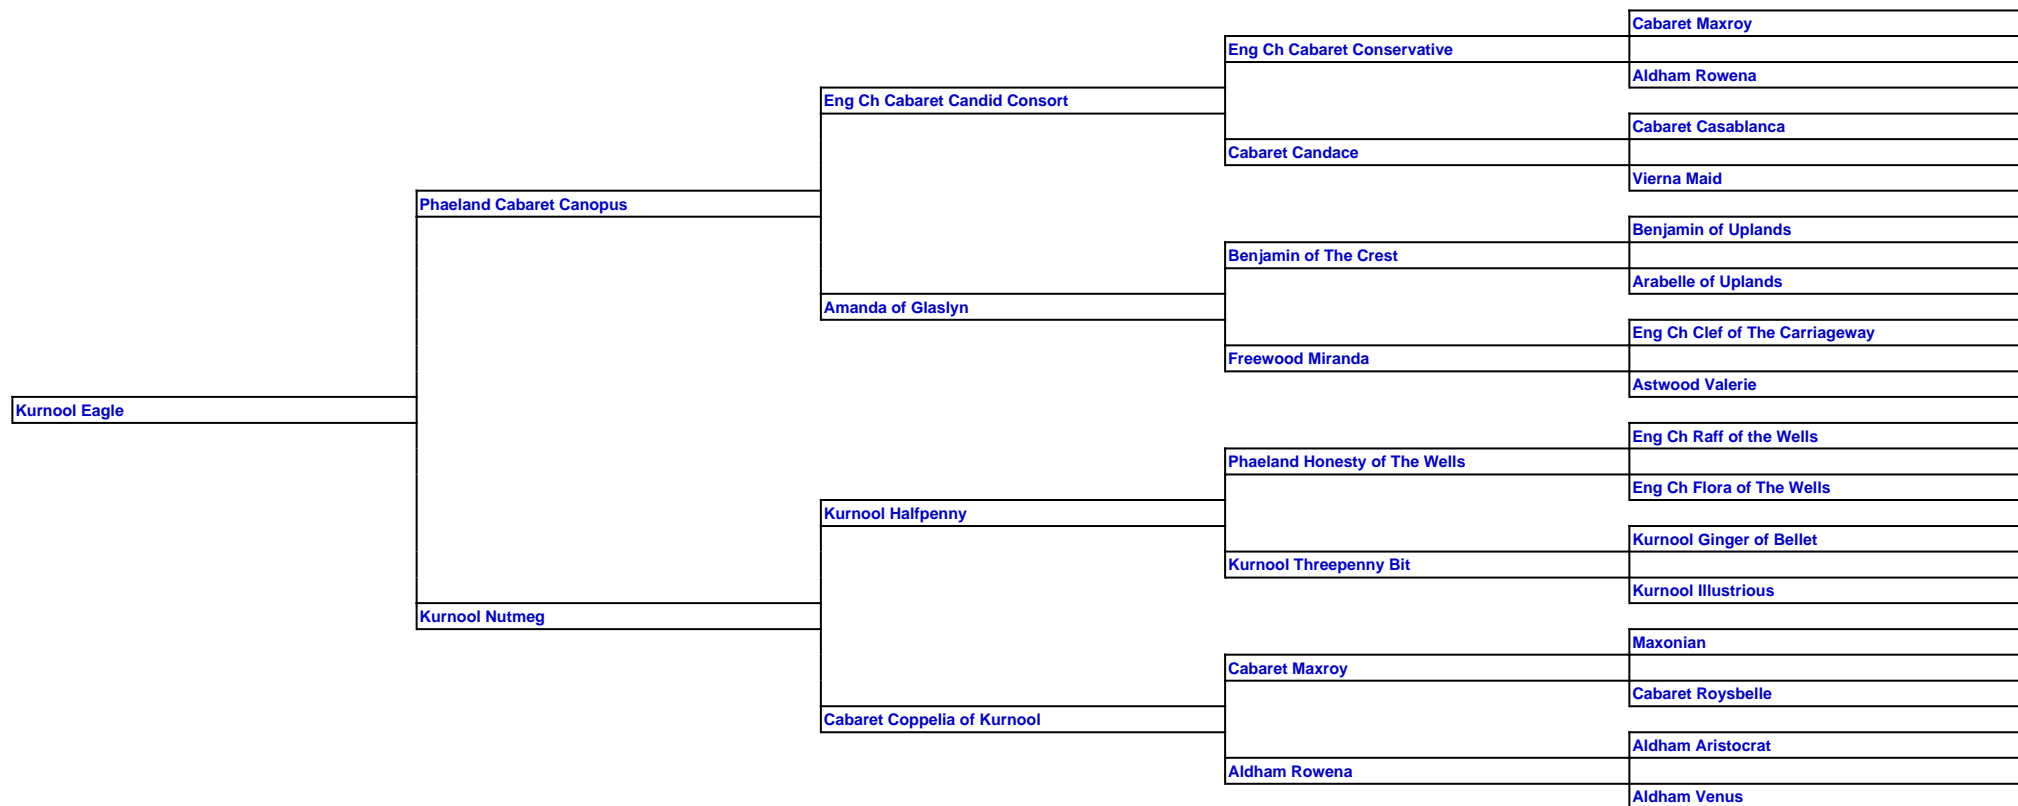 Cabaret Maxroy
Eng Ch Cabaret Conservative
Aldham Rowena
Eng Ch Cabaret Candid Consort
Cabaret Casablanca
Cabaret Candace
Vierna Maid
Phaeland Cabaret Canopus
Benjamin of Uplands
Benjamin of The Crest
Arabelle of Uplands
Amanda of Glaslyn
Eng Ch Clef of The Carriageway
Freewood Miranda
Astwood Valerie
Kurnool Eagle
Eng Ch Raff of the Wells
Phaeland Honesty of The Wells
Eng Ch Flora of The Wells
Kurnool Halfpenny
Kurnool Ginger of Bellet
Kurnool Threepenny Bit
Kurnool Illustrious
Kurnool Nutmeg
Maxonian
Cabaret Maxroy
Cabaret Roysbelle
Cabaret Coppelia of Kurnool
Aldham Aristocrat
Aldham Rowena
Aldham Venus